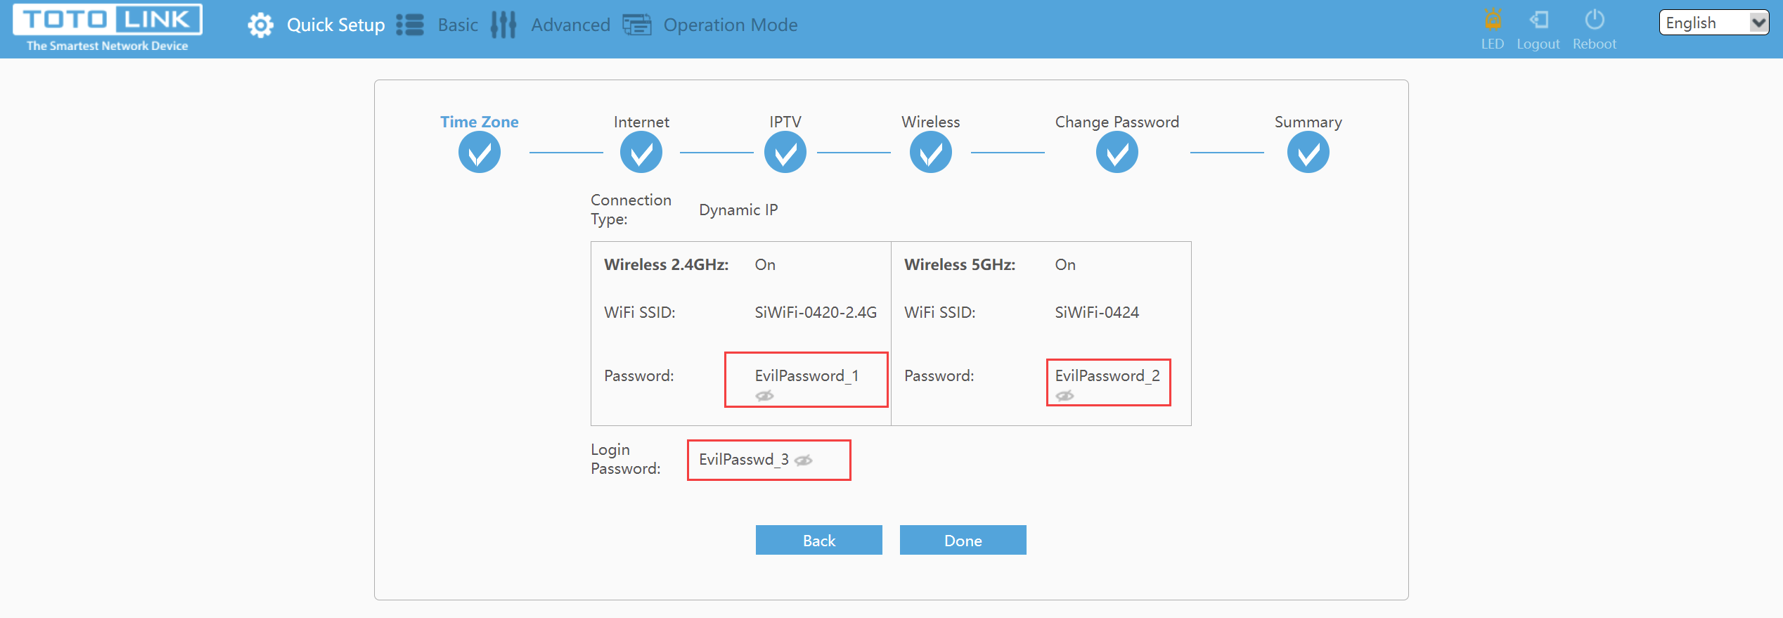 TOTO LINK
The Smartest Network Device
Quick Setup Basic Advanced Operation Mode
LED Logout Reboot
English
Time Zone Internet IPTV Wireless Change Password Summary
Connection Type: Dynamic IP
Wireless 2.4GHz: On Wireless 5GHz: On
WiFi SSID: SiWiFi-0420-2.4G WiFi SSID: SiWiFi-0424
Password: EvilPassword_1 Password: EvilPassword_2
Login Password: EvilPasswd_3
Back Done